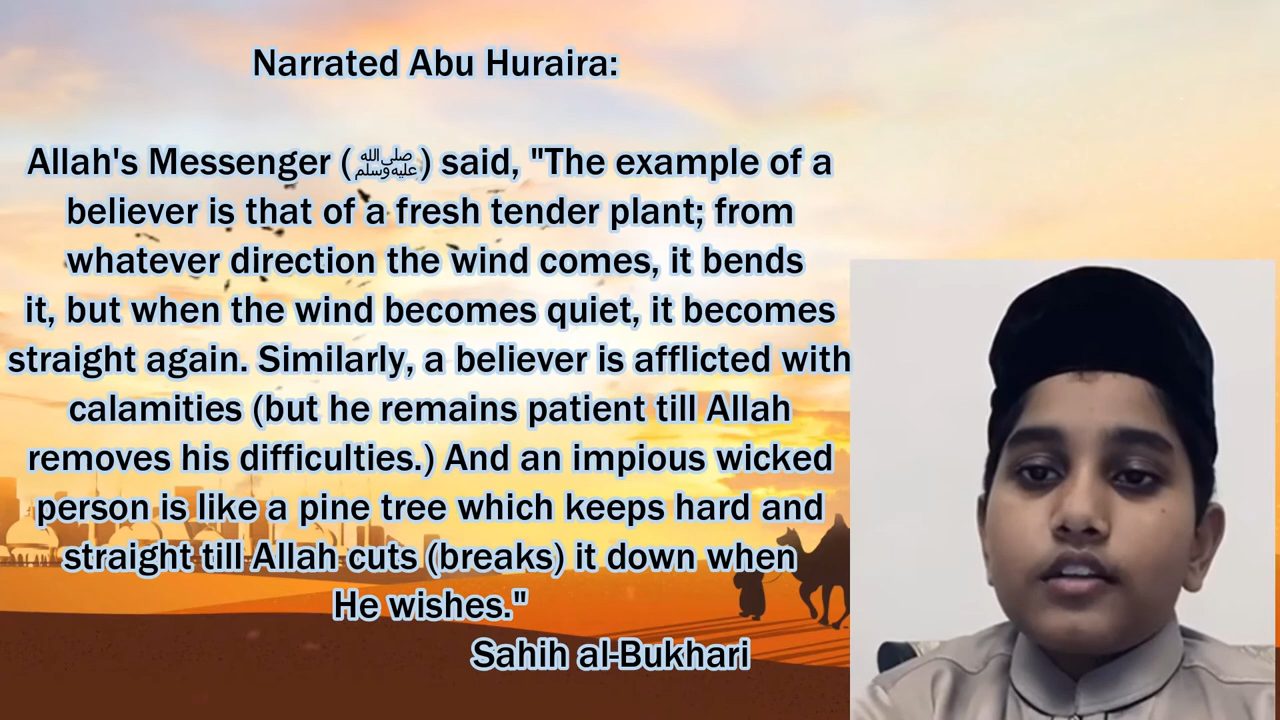 Narrated Abu Huraira:
Allah's Messenger (ﷺ) said, "The example of a
believer is that of a fresh tender plant; from
whatever direction the wind comes, it bends
it, but when the wind becomes quiet, it becomes
straight again. Similarly, a believer is afflicted with
calamities (but he remains patient till Allah
removes his difficulties.) And an impious wicked
person is like a pine tree which keeps hard and
straight till Allah cuts (breaks) it down when
He wishes."
Sahih al-Bukhari